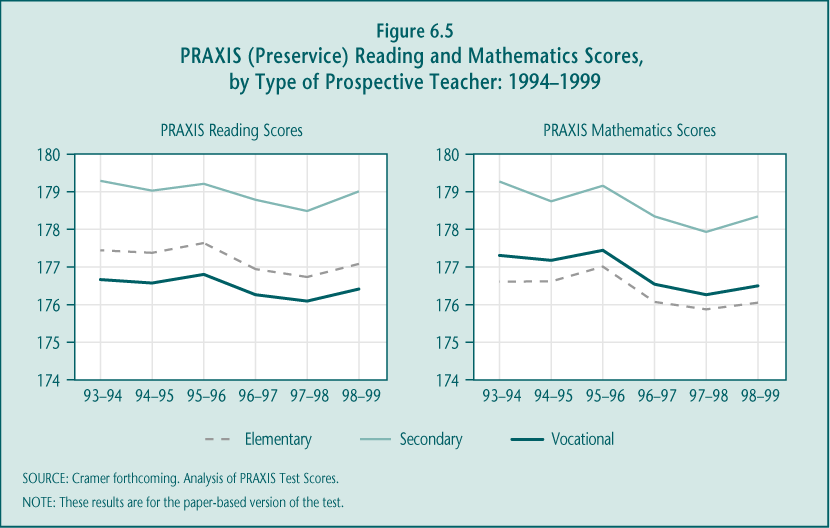 Figure 6.5
PRAXIS (Preservice) Reading and Mathematics Scores,
by Type of Prospective Teacher: 1994–1999
PRAXIS Reading Scores
180
179
178
177
176
175
174
93–94 94–95 95–96 96–97 97–98 98–99
PRAXIS Mathematics Scores
180
179
178
177
176
175
174
93–94 94–95 95–96 96–97 97–98 98–99
Elementary Secondary Vocational
SOURCE: Cramer forthcoming. Analysis of PRAXIS Test Scores.
NOTE: These results are for the paper-based version of the test.